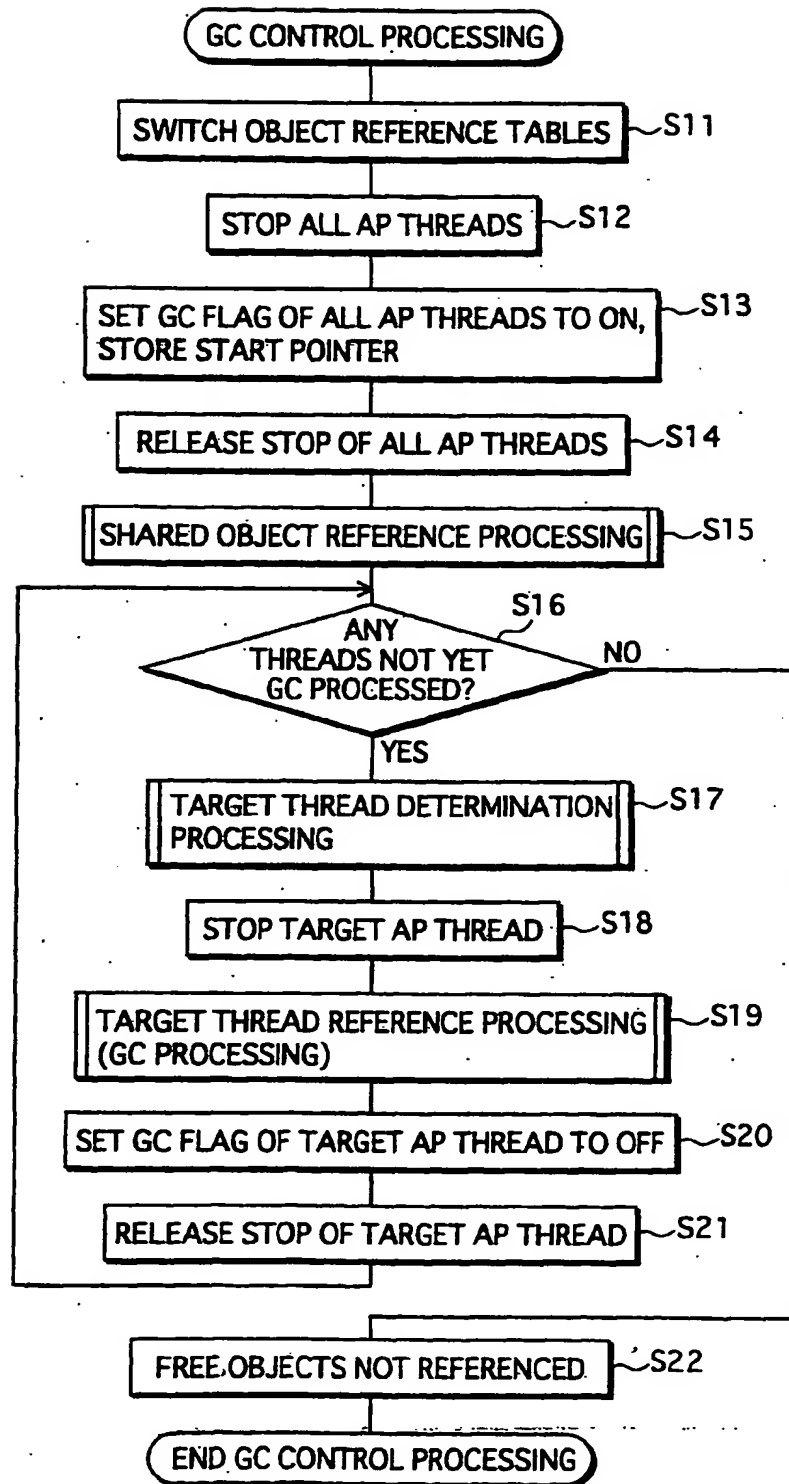 GC CONTROL PROCESSING
SWITCH OBJECT REFERENCE TABLES
S11
STOP ALL AP THREADS
S12
SET GC FLAG OF ALL AP THREADS TO ON,
STORE START POINTER
S13
RELEASE STOP OF ALL AP THREADS
S14
SHARED OBJECT REFERENCE PROCESSING
S15
S16
ANY
THREADS NOT YET
GC PROCESSED?
NO
YES
TARGET THREAD DETERMINATION
PROCESSING
S17
STOP TARGET AP THREAD
S18
TARGET THREAD REFERENCE PROCESSING
(GC PROCESSING)
S19
SET GC FLAG OF TARGET AP THREAD TO OFF
S20
RELEASE STOP OF TARGET AP THREAD
S21
FREE OBJECTS NOT REFERENCED
S22
END GC CONTROL PROCESSING